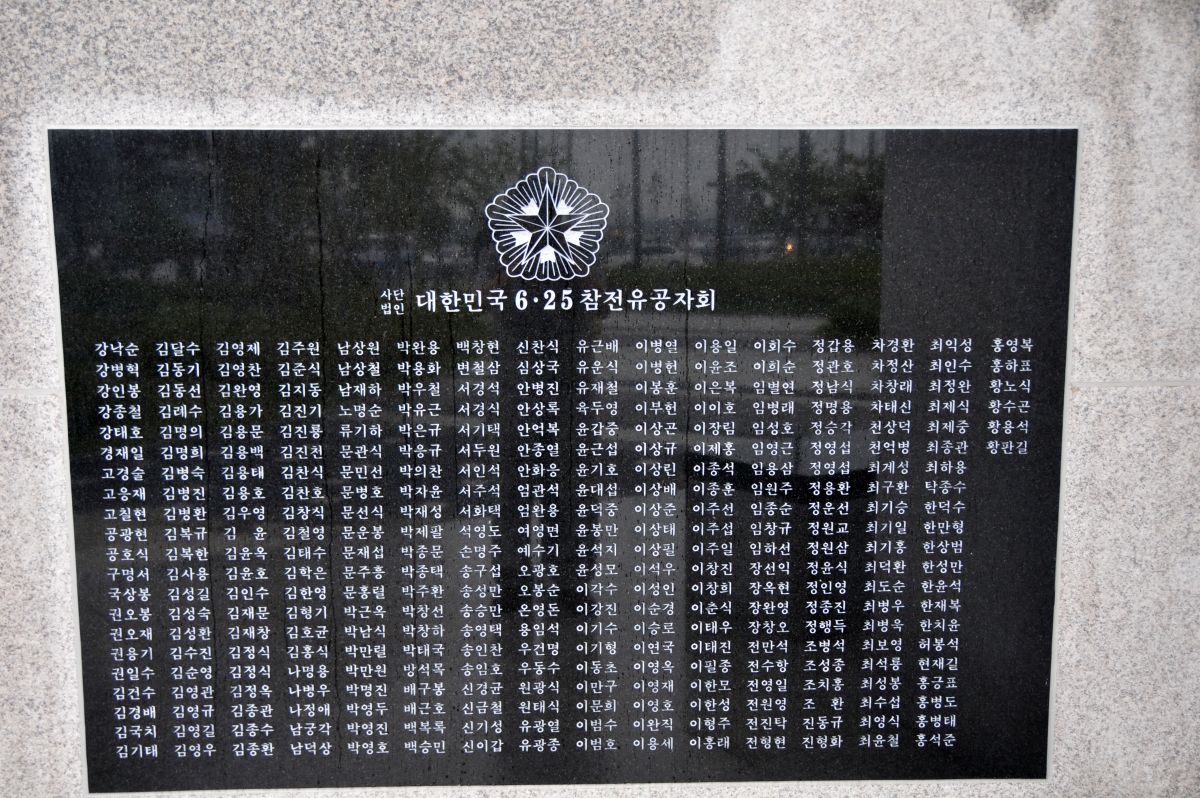 사단
법인 대한민국 6·25 참전유공자회
강낙순 김달수 김영제 김주원 남상원 박완용 백창현 신찬식 유근배 이병열 이용일 이회수 정갑용 차경환 최익성 홍영복
강병혁 김동기 김영찬 김준식 남상철 박용화 변철삼 심상국 유운식 이병헌 이윤조 이희순 정관호 차정산 최인수 홍하표
강인봉 김동선 김완영 김지동 남재하 박우철 서경석 안병진 유재철 이봉훈 이은복 임별연 정남식 차창래 최정완 황노식
강종철 김례수 김용가 김진기 노명순 박유근 서경식 안상록 육두영 이부헌 이이호 임병래 정명용 차태신 최제식 황수곤
강태호 김명의 김용문 김진룡 류기하 박은규 서기택 안억복 윤갑중 이상곤 이장림 임성호 정승각 천상덕 최제중 황용석
경재일 김명희 김용백 김진천 문관식 박응규 서두원 안종열 윤근섭 이상규 이제홍 임영근 정영섭 천억병 최종관 황판길
고경술 김병숙 김용태 김찬식 문민선 박의찬 서인석 안화응 윤기호 이상린 이종석 임용삼 정영섭 최계성 최하용
고응재 김병진 김용호 김찬호 문병호 박자윤 서주식 엄관석 윤대섭 이상배 이종훈 임원주 정용환 최구환 탁종수
고칠현 김병환 김우영 김창식 문선식 박재성 서화택 엄완용 윤덕중 이상준 이주선 임종순 정운선 최기승 한덕수
공광현 김복규 김 윤 김철영 문운봉 박제팔 석영도 여영면 윤봉만 이상태 이주섭 임창규 정원교 최기일 한만형
공호식 김복한 김윤옥 김태수 문재섭 박종문 손명주 예수기 윤석지 이상필 이주일 임하선 정원삼 최기홍 한상범
구명서 김사용 김윤호 김학은 문주흥 박종택 송구섭 오광호 윤성모 이석우 이창진 장선익 정윤식 최덕환 한성만
국상봉 김성길 김인수 김한영 문홍렬 박주환 송성만 오봉순 이각수 이성인 이창희 장옥현 정인영 최도순 한윤석
권오봉 김성숙 김재문 김형기 박근옥 박창선 송승만 온영돈 이강진 이순경 이춘식 장완영 정종진 최병우 한재복
권오재 김성환 김재창 김호균 박남식 박창하 송영택 용임석 이기수 이승로 이태우 장창오 정행득 최병옥 한치윤
권용기 김수진 김정식 김홍식 박만렬 박태국 송인찬 우건명 이기형 이연국 이태진 전만석 조병석 최보영 허봉석
권일수 김순영 김정식 나명용 박만원 방석목 송임호 우동수 이동초 이영옥 이필종 전수항 조성종 최석룡 현재길
김건수 김영관 김정옥 나병우 박명진 배구봉 신경균 원광식 이만구 이영재 이한모 전영일 조치홍 최성봉 홍긍표
김경배 김영규 김종관 나정애 박영두 배근호 신금철 원태식 이문희 이영호 이한성 전원영 조 환 최수섭 홍병도
김국치 김영길 김종수 남궁각 박영진 백복록 신기성 유광열 이범수 이완직 이형주 전진탁 진동규 최영식 홍병태
김기태 김영우 김종환 남덕상 박영호 백승민 신이갑 유광종 이범호 이용세 이흥래 전형현 진형화 최윤철 홍석준